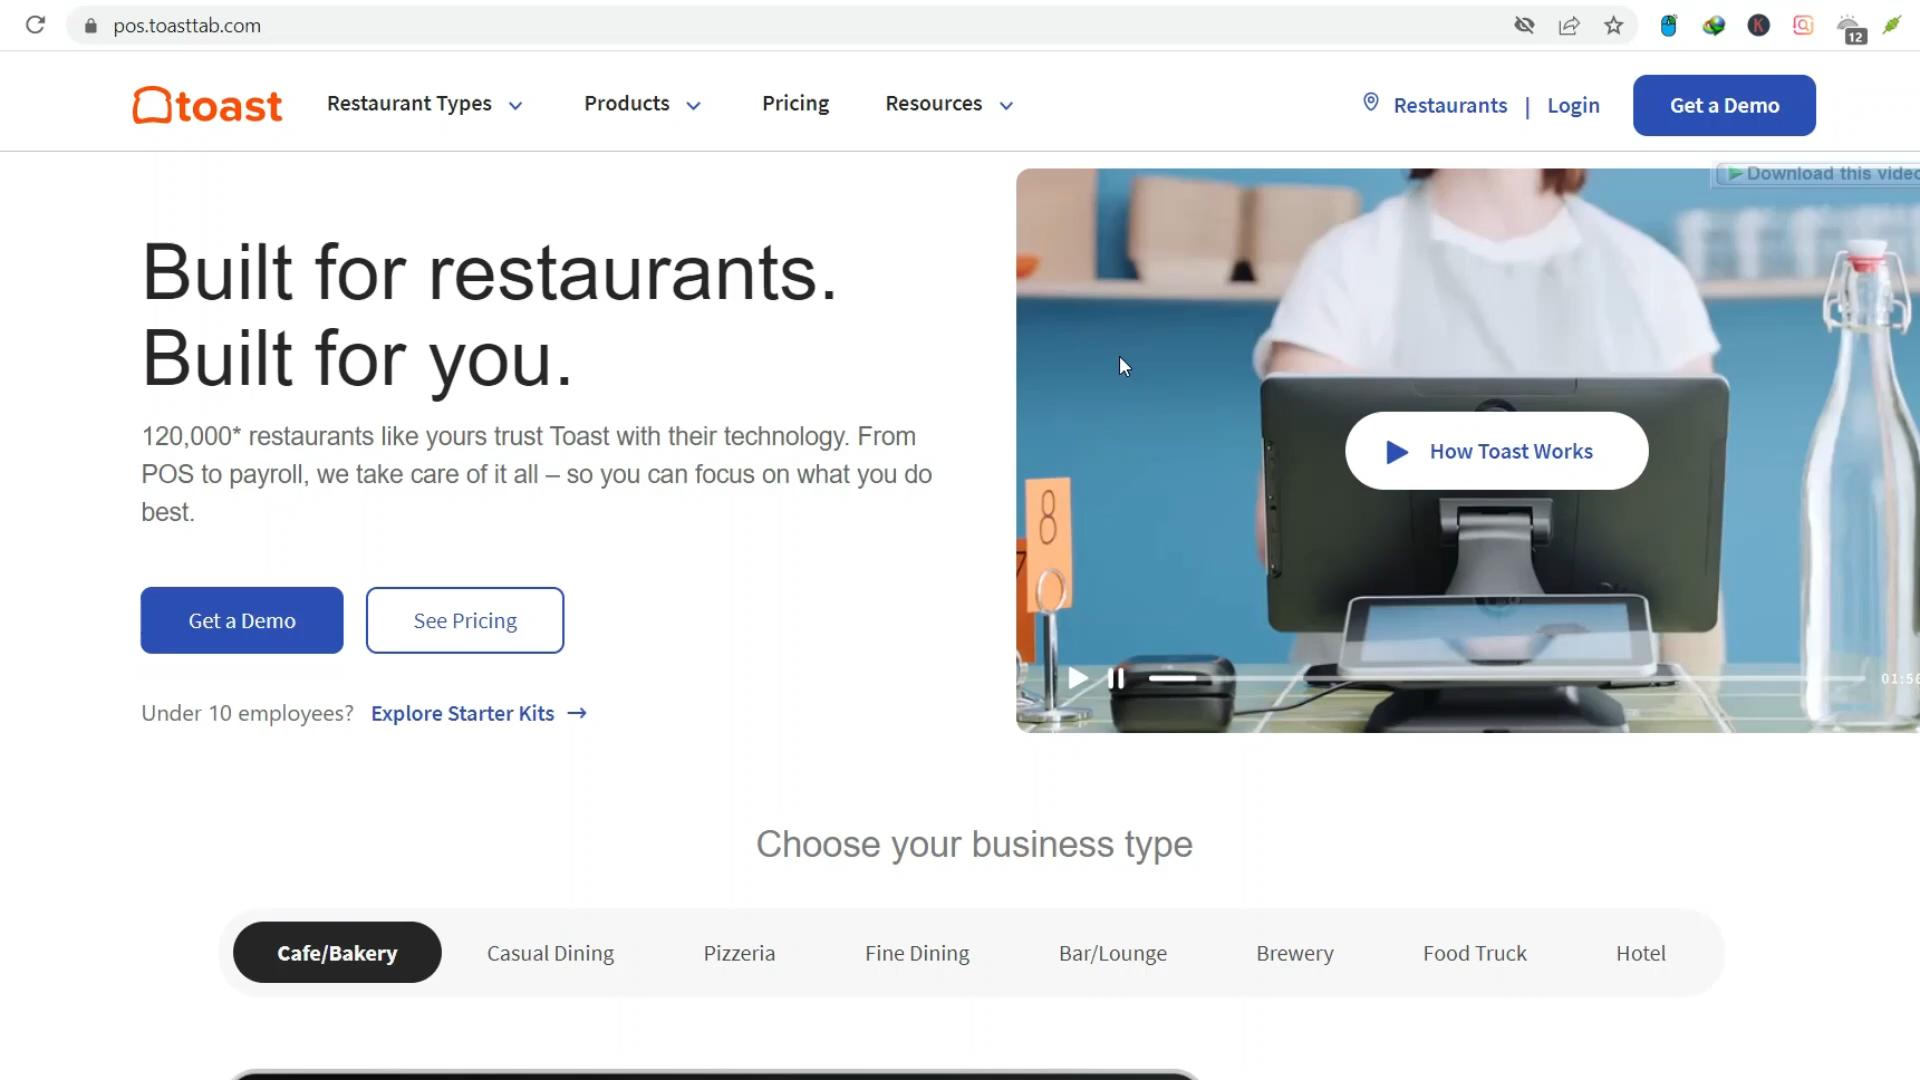 pos.toasttab.com
12
toast
Restaurant Types
Products
Pricing
Resources
Restaurants | Login
Get a Demo
Download this video
Built for restaurants.
Built for you.
120,000* restaurants like yours trust Toast with their technology. From
POS to payroll, we take care of it all – so you can focus on what you do
best.
Get a Demo
See Pricing
Under 10 employees? Explore Starter Kits →
K
How Toast Works
8
7
Choose your business type
Cafe/Bakery
Casual Dining
Pizzeria
Fine Dining
Bar/Lounge
Brewery
Food Truck
Hotel